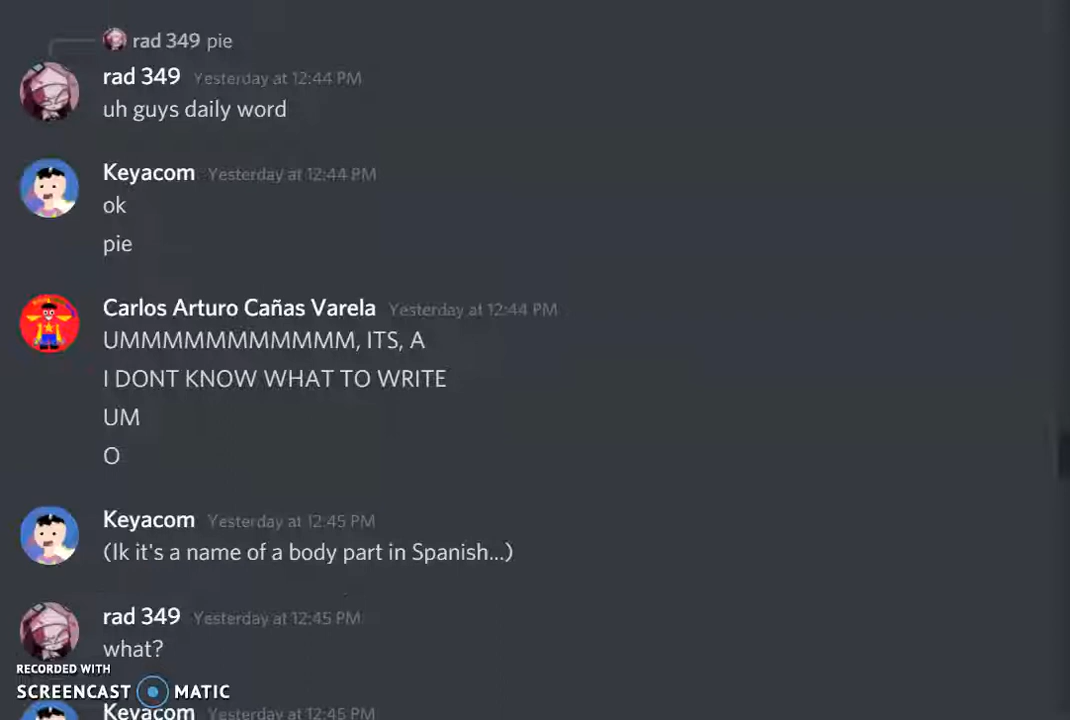 rad 349 pie
rad 349 Yesterday at 12:44 PM
uh guys daily word
Keyacom Yesterday at 12:44 PM
ok
pie
Carlos Arturo Cañas Varela Yesterday at 12:44 PM
UMMMMMMMMMMM, ITS, A
I DONT KNOW WHAT TO WRITE
UM
O
Keyacom Yesterday at 12:45 PM
(Ik it's a name of a body part in Spanish...)
rad 349 Yesterday at 12:45 PM
what?
RECORDED WITH
SCREENCAST MATIC
Keyacom Yesterday at 12:45 PM